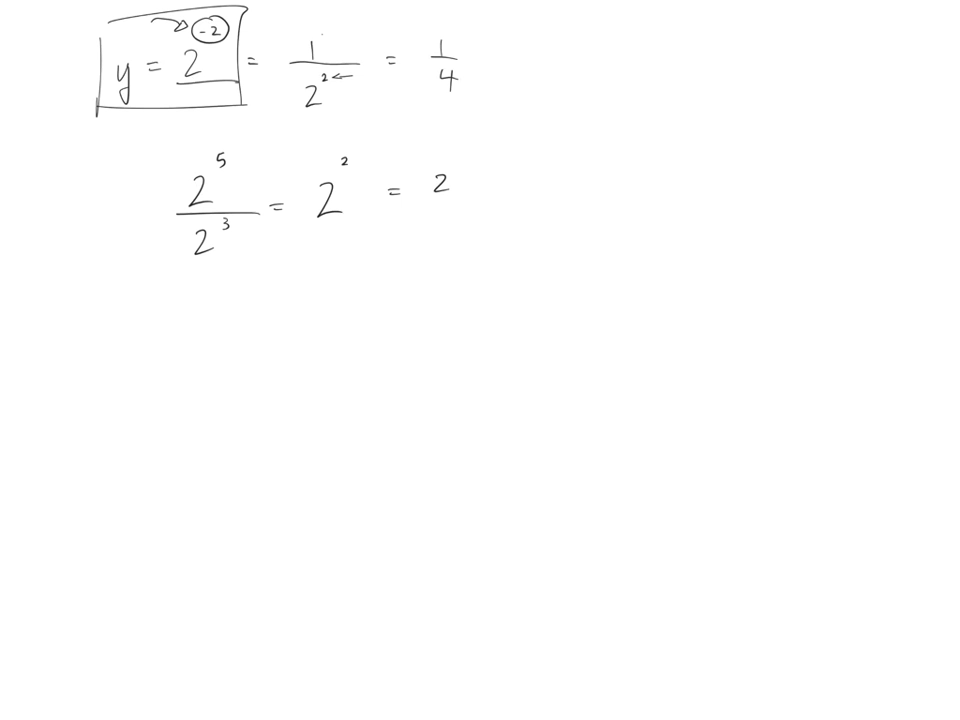 y = 2^-2 = 1/2^2 = 1/4
2^5/2^3 = 2^2 = 2